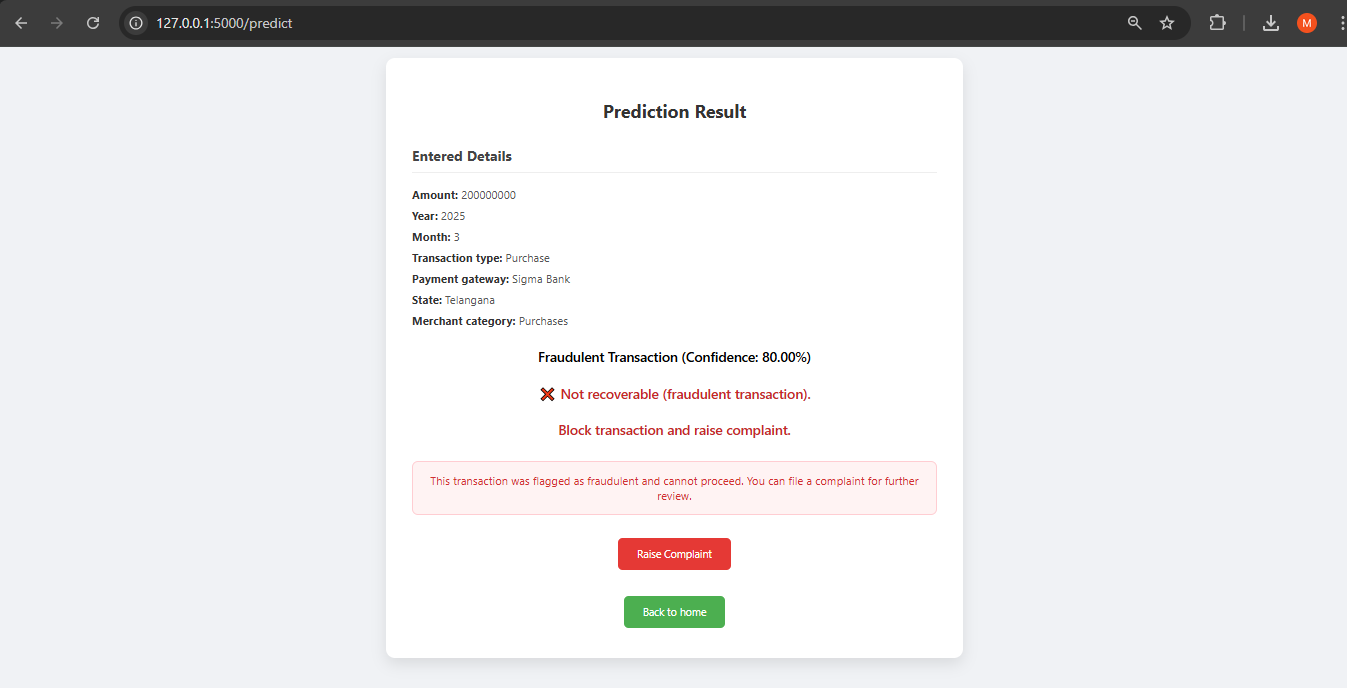 127.0.0.1:5000/predict
M
Prediction Result
Entered Details
Amount: 200000000
Year: 2025
Month: 3
Transaction type: Purchase
Payment gateway: Sigma Bank
State: Telangana
Merchant category: Purchases
Fraudulent Transaction (Confidence: 80.00%)
❌ Not recoverable (fraudulent transaction).
Block transaction and raise complaint.
This transaction was flagged as fraudulent and cannot proceed. You can file a complaint for further
review.
Raise Complaint
Back to home